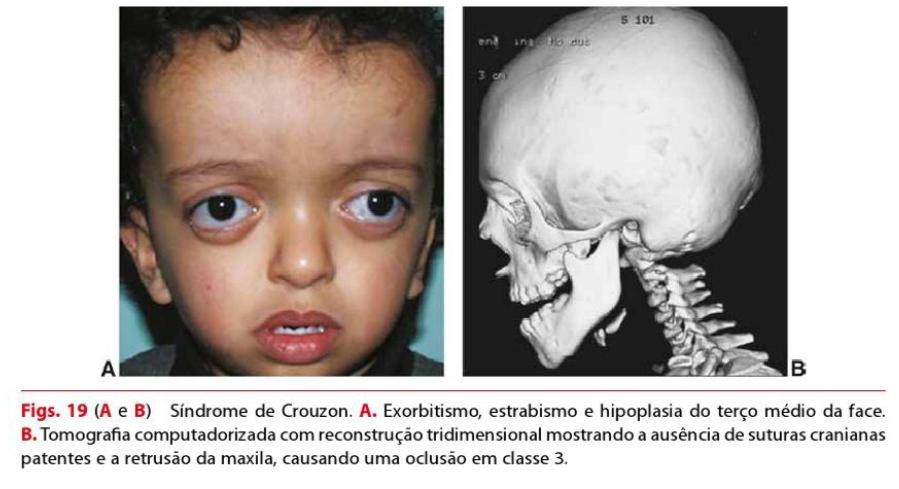 S 101
3 cm
A
B
Figs. 19 (A e B) Síndrome de Crouzon. A. Exorbitismo, estrabismo e hipoplasia do terço médio da face.
B. Tomografia computadorizada com reconstrução tridimensional mostrando a ausência de suturas cranianas
patentes e a retrusão da maxila, causando uma oclusão em classe 3.